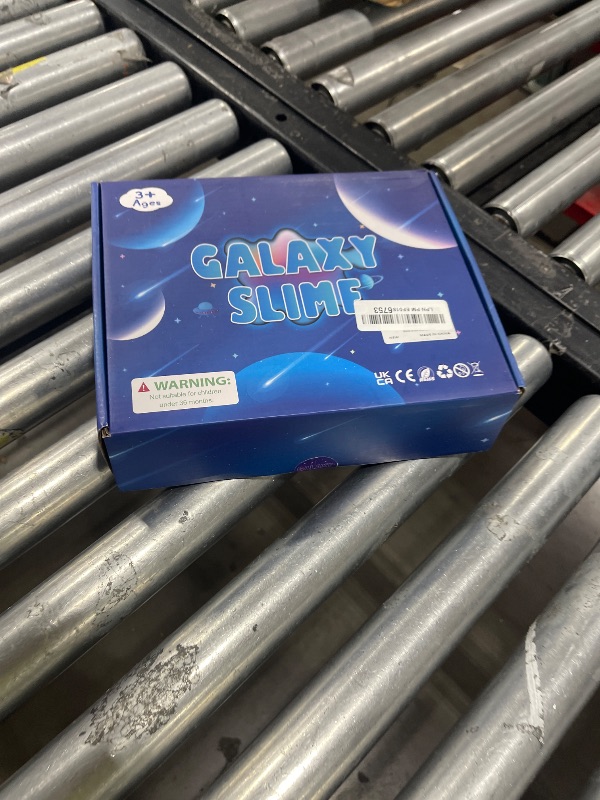 3+
Ages
GALAXY
SLIME
WARNING:
Not suitable for children
under 36 months.
UK
CA
CE